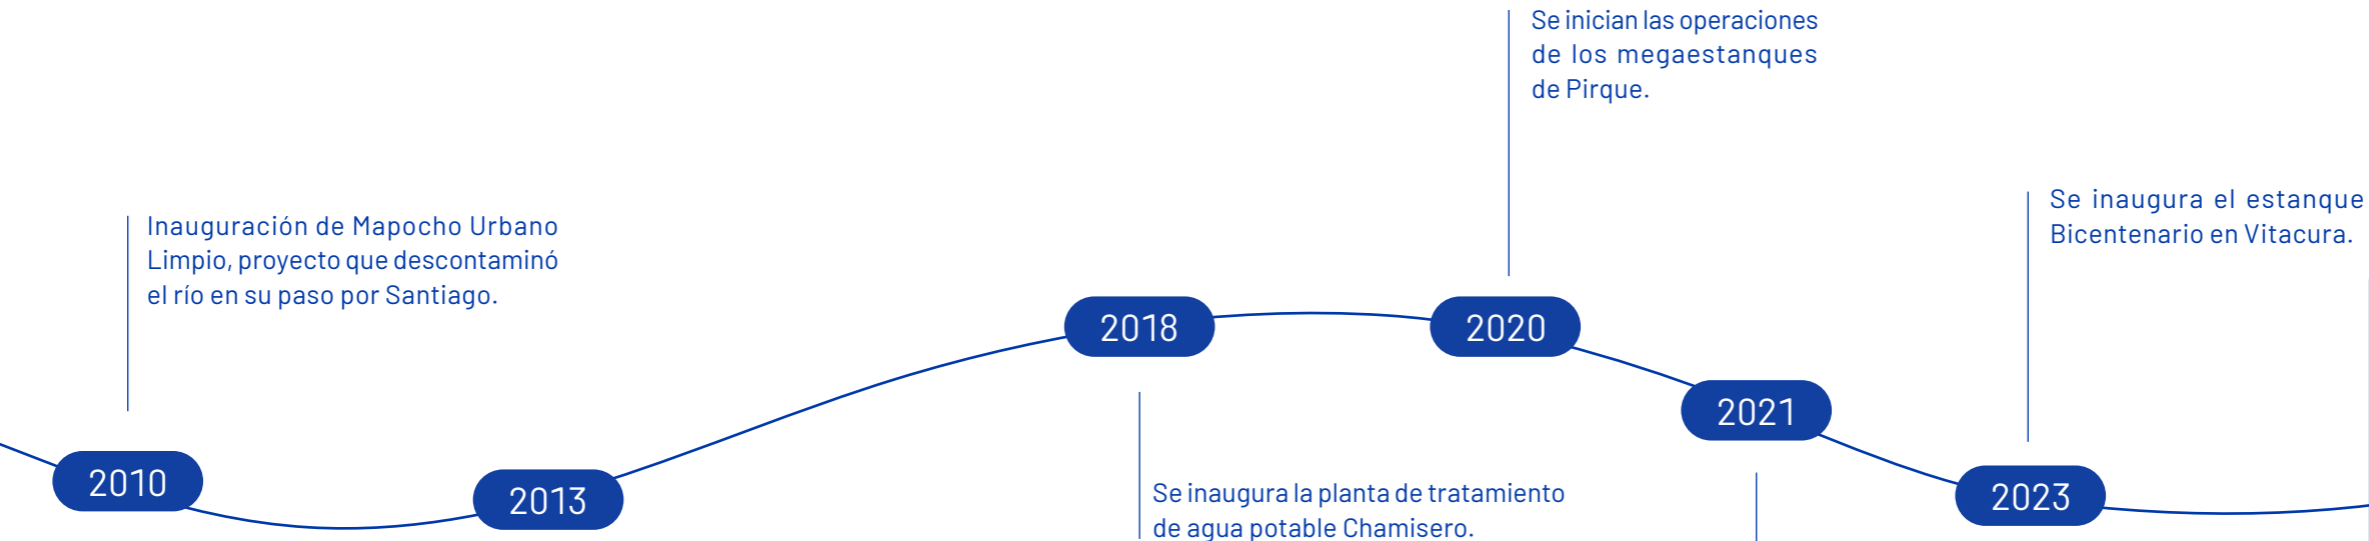 Inauguración de Mapocho Urbano
Limpio, proyecto que descontaminó
el río en su paso por Santiago.
2010
2013
2018
Se inaugura la planta de tratamiento
de agua potable Chamisero.
Se inician las operaciones
de los megaestanques
de Pirque.
2020
2021
Se inaugura el estanque
Bicentenario en Vitacura.
2023